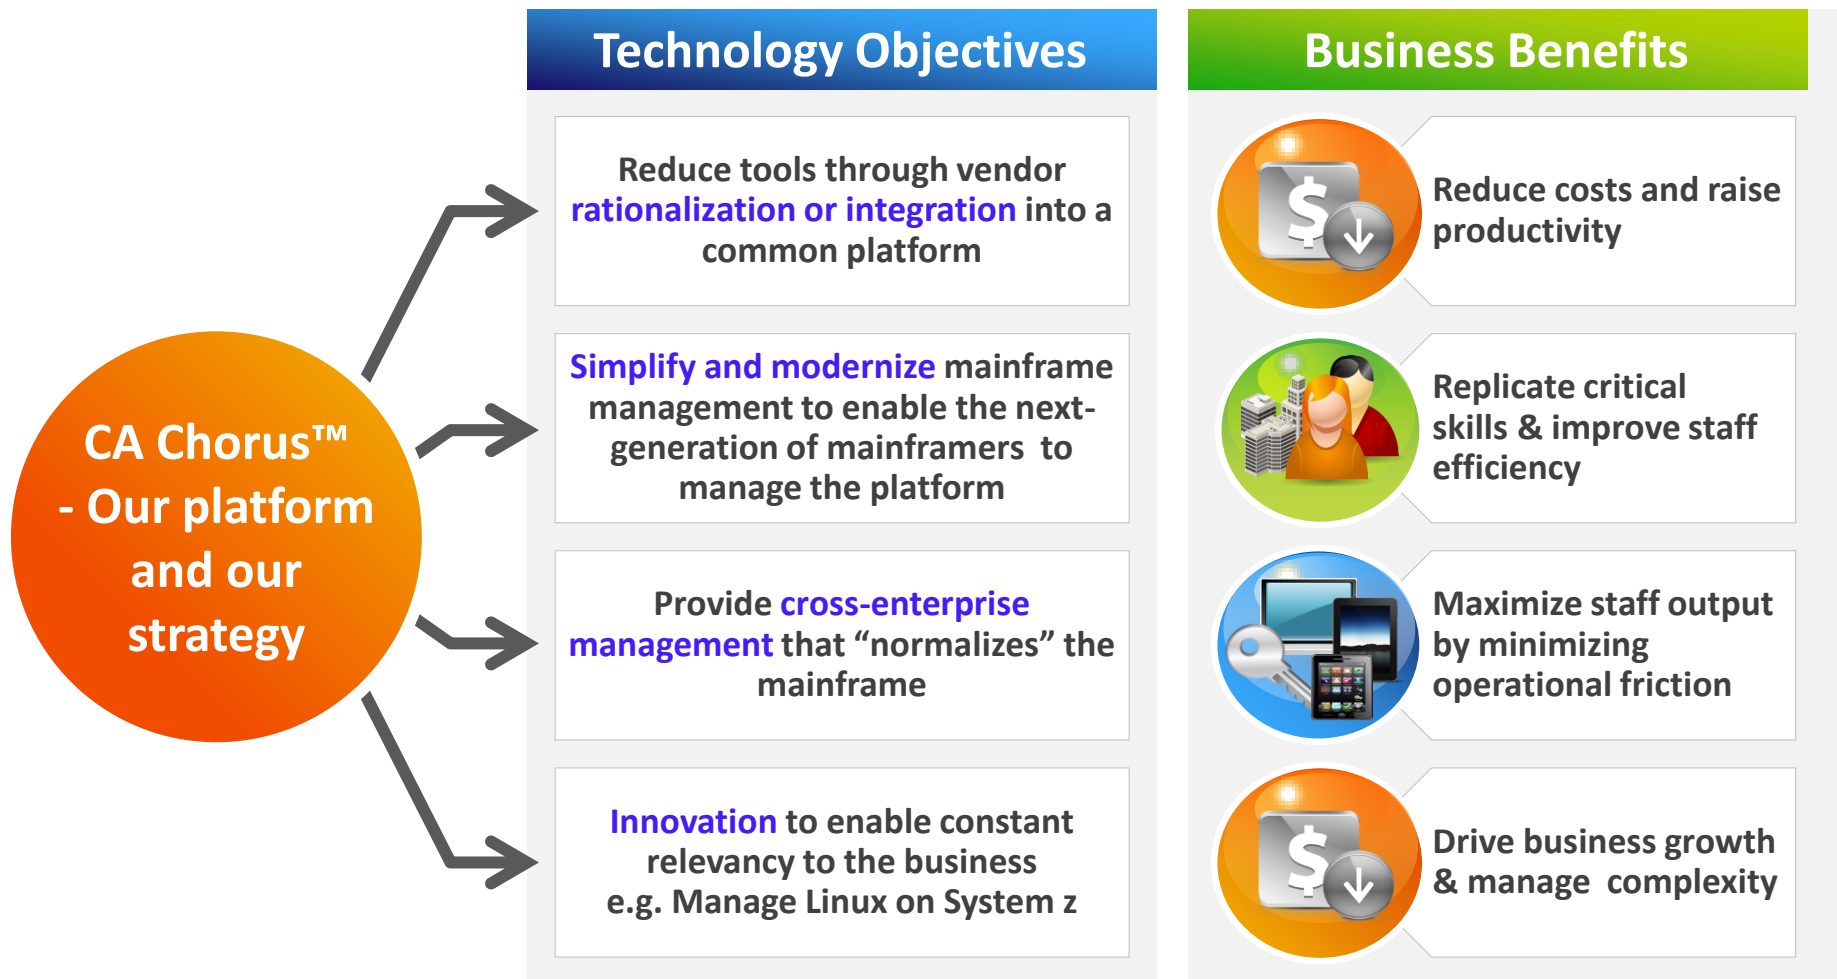 CA Chorus™
- Our platform
and our
strategy
Technology Objectives
Reduce tools through vendor
rationalization or integration into a
common platform
Simplify and modernize mainframe
management to enable the next-
generation of mainframers  to
manage the platform
Provide cross-enterprise
management that “normalizes” the
mainframe
Innovation to enable constant
relevancy to the business
e.g. Manage Linux on System z
Business Benefits
$
Reduce costs and raise
productivity
Replicate critical
skills & improve staff
efficiency
Maximize staff output
by minimizing
operational friction
$
Drive business growth
& manage  complexity